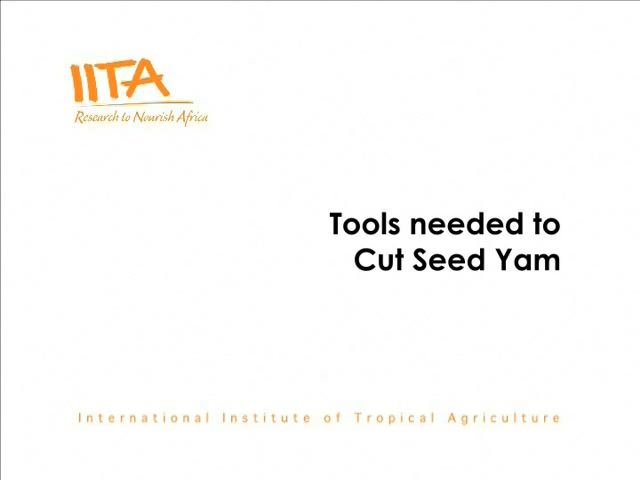 IITA
Research to Nourish Africa
Tools needed to
Cut Seed Yam
International Institute of Tropical Agriculture